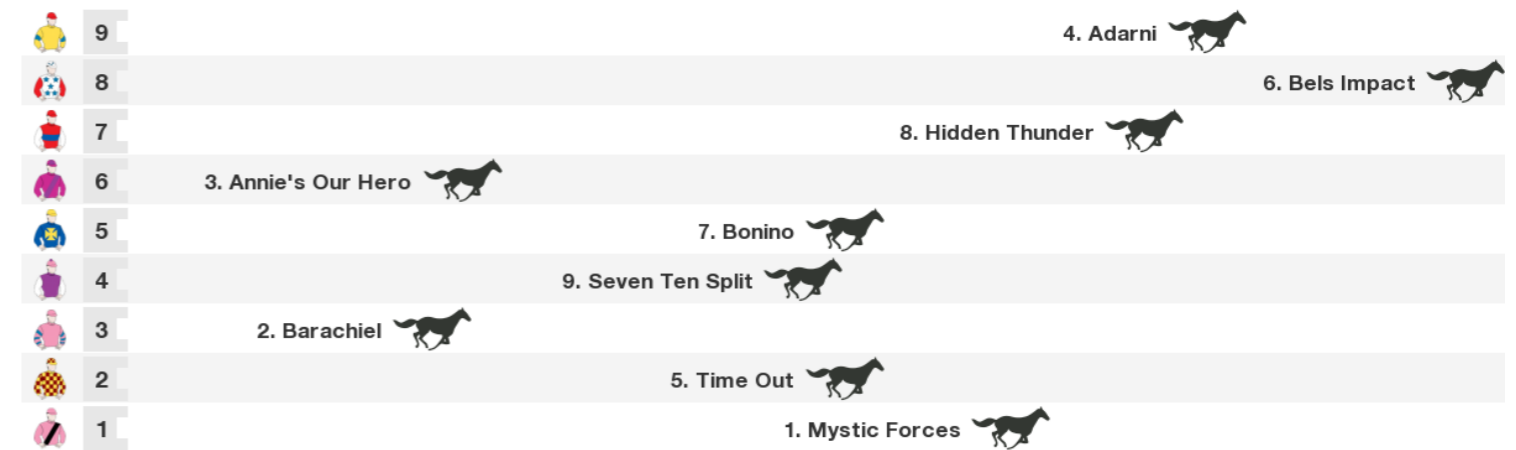 9 4. Adarni
8 6. Bels Impact
7 8. Hidden Thunder
6 3. Annie's Our Hero
5 7. Bonino
4 9. Seven Ten Split
3 2. Barachiel
2 5. Time Out
1 1. Mystic Forces